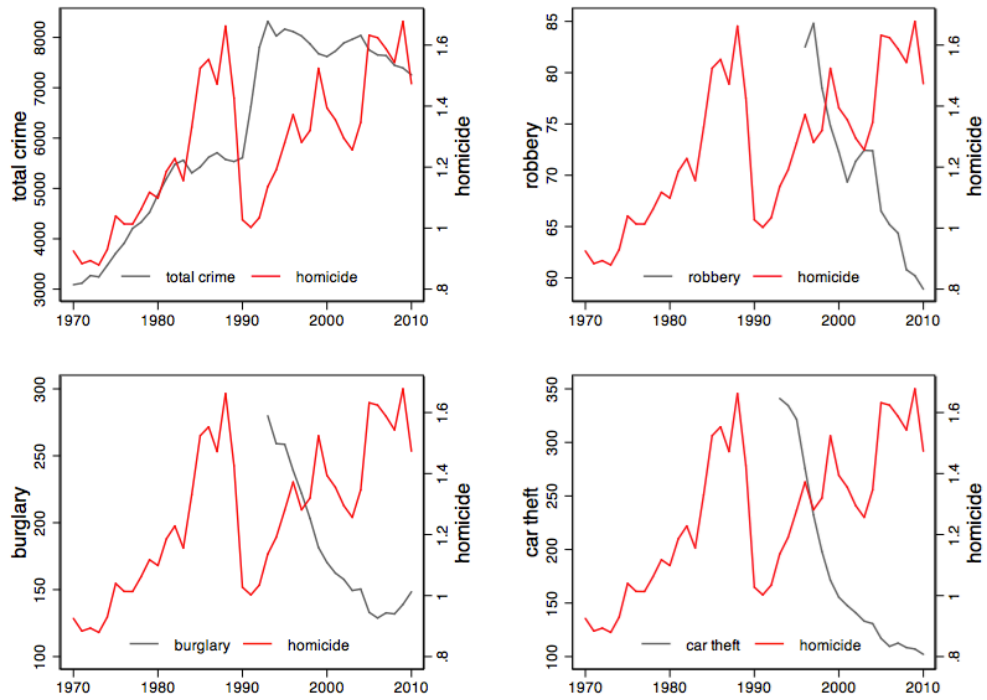 total crime
8000
7000
6000
5000
4000
3000
1.6
1.4
1.2
1
.8
homicide
total crime homicide
1970 1980 1990 2000 2010
robbery
85
80
75
70
65
60
1.6
1.4
1.2
1
.8
homicide
robbery homicide
1970 1980 1990 2000 2010
burglary
300
250
200
150
100
1.6
1.4
1.2
1
.8
homicide
burglary homicide
1970 1980 1990 2000 2010
car theft
350
300
250
200
150
100
1.6
1.4
1.2
1
.8
homicide
car theft homicide
1970 1980 1990 2000 2010